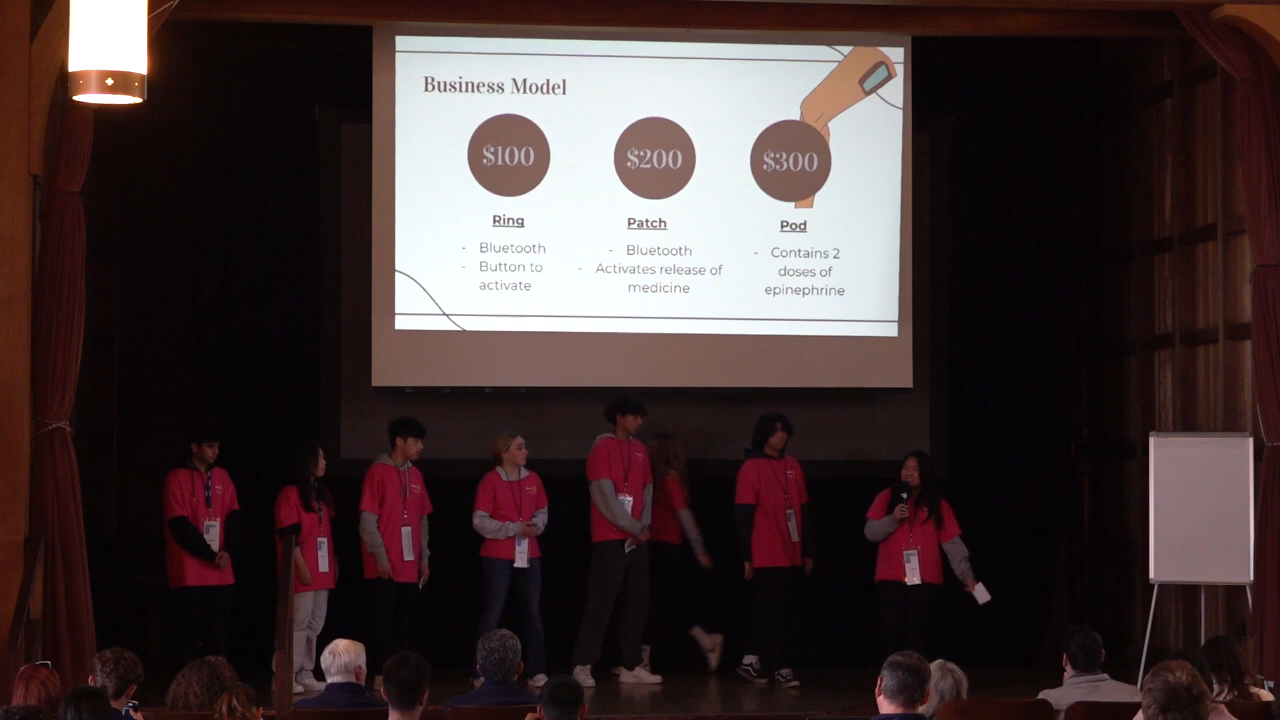 Business Model
$100
$200
$300
Ring
Patch
Pod
- Bluetooth
- Button to
activate
- Bluetooth
- Activates release of
medicine
- Contains 2
doses of
epinephrine